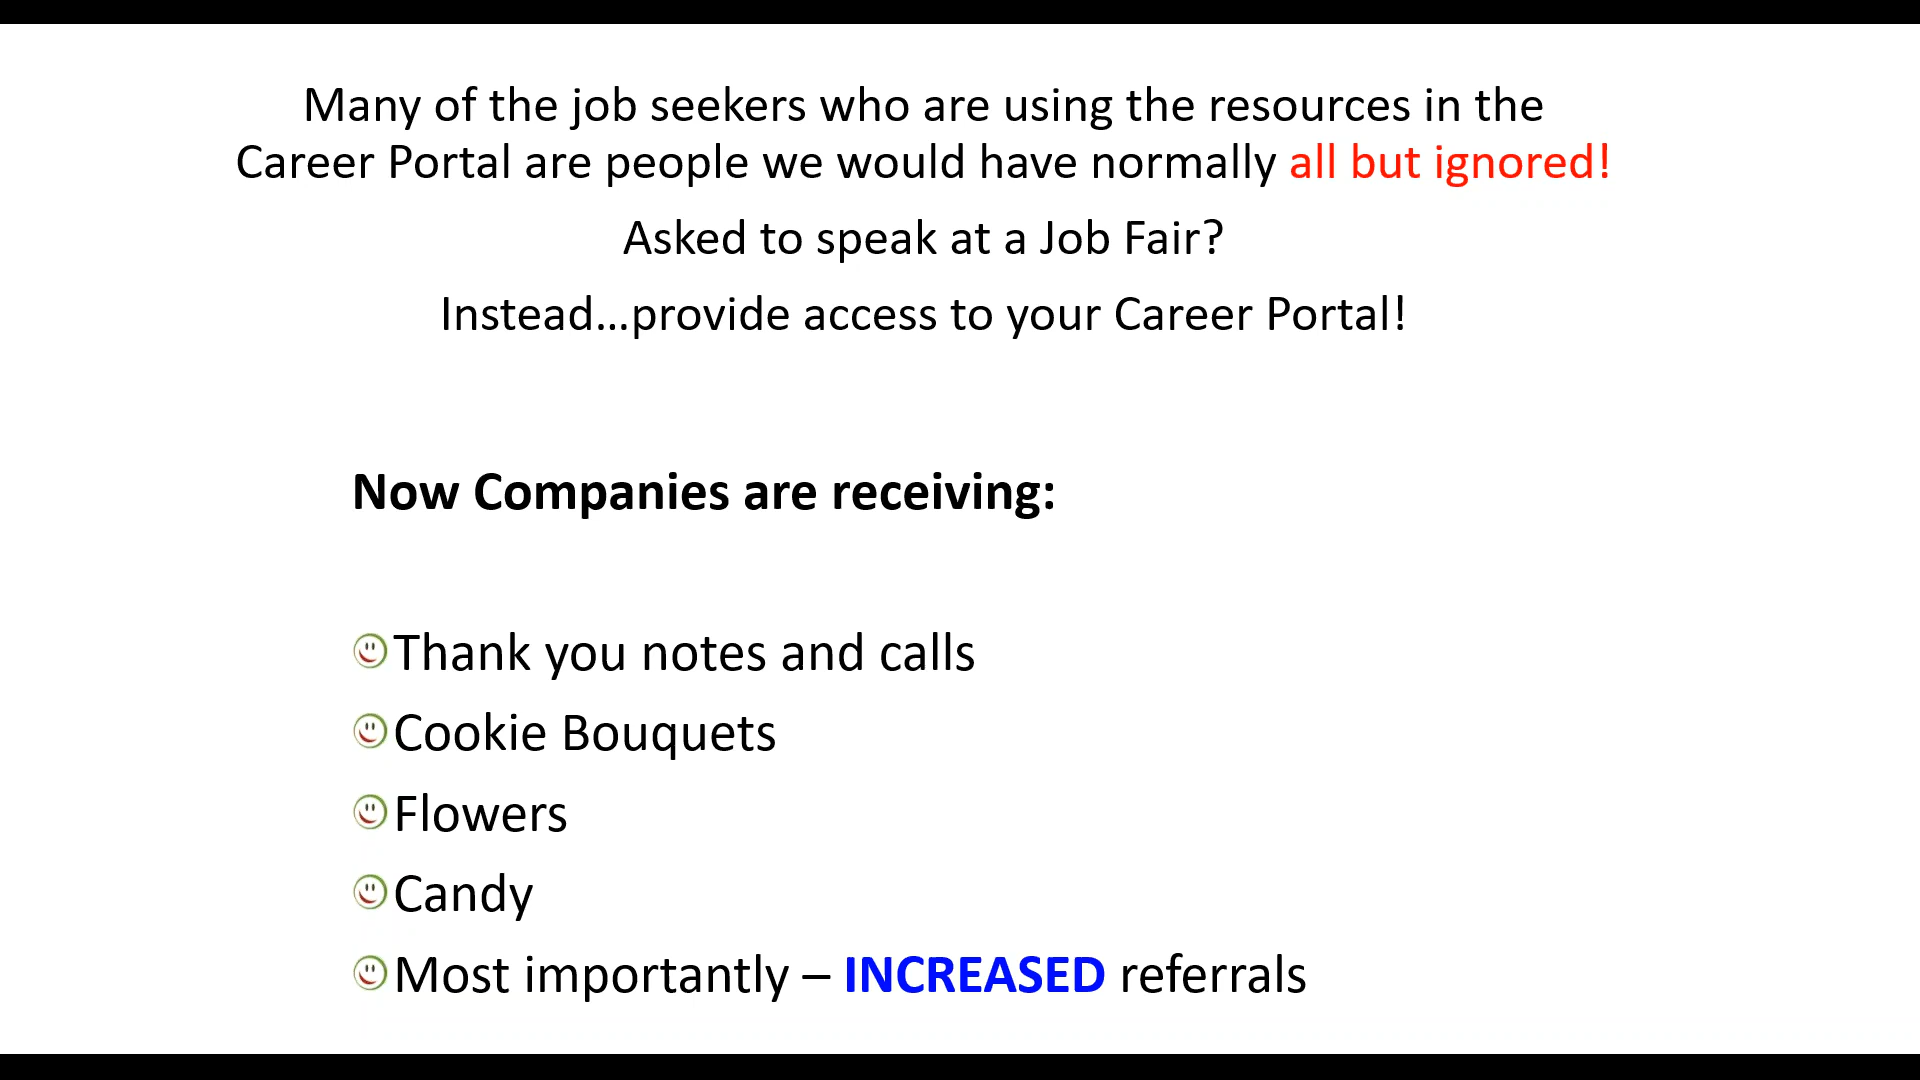 Many of the job seekers who are using the resources in the
Career Portal are people we would have normally all but ignored!
Asked to speak at a Job Fair?
Instead...provide access to your Career Portal!
Now Companies are receiving:
Thank you notes and calls
Cookie Bouquets
Flowers
Candy
Most importantly – INCREASED referrals